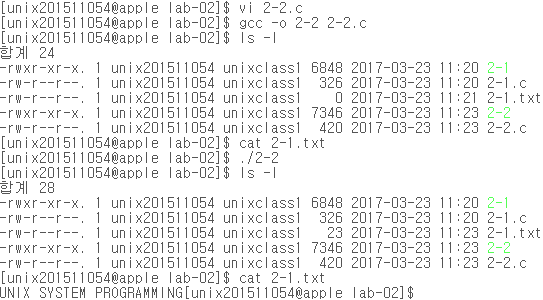 [unix201511054@apple lab-02]$ vi 2-2.c
[unix201511054@apple lab-02]$ gcc -o 2-2 2-2.c
[unix201511054@apple lab-02]$ ls -l
합계 24
-rwxr-xr-x. 1 unix201511054 unixclass1 6848 2017-03-23 11:20 2-1
-rw-r--r--. 1 unix201511054 unixclass1 326 2017-03-23 11:20 2-1.c
-rw-r--r--. 1 unix201511054 unixclass1 0 2017-03-23 11:21 2-1.txt
-rwxr-xr-x. 1 unix201511054 unixclass1 7346 2017-03-23 11:23 2-2
-rw-r--r--. 1 unix201511054 unixclass1 420 2017-03-23 11:23 2-2.c
[unix201511054@apple lab-02]$ cat 2-1.txt
[unix201511054@apple lab-02]$ ./2-2
[unix201511054@apple lab-02]$ ls -l
합계 28
-rwxr-xr-x. 1 unix201511054 unixclass1 6848 2017-03-23 11:20 2-1
-rw-r--r--. 1 unix201511054 unixclass1 326 2017-03-23 11:20 2-1.c
-rw-r--r--. 1 unix201511054 unixclass1 23 2017-03-23 11:23 2-1.txt
-rwxr-xr-x. 1 unix201511054 unixclass1 7346 2017-03-23 11:23 2-2
-rw-r--r--. 1 unix201511054 unixclass1 420 2017-03-23 11:23 2-2.c
[unix201511054@apple lab-02]$ cat 2-1.txt
UNIX SYSTEM PROGRAMMING[unix201511054@apple lab-02]$